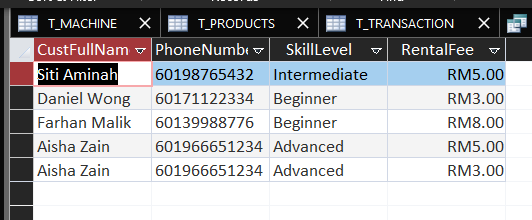 T_MACHINE T_PRODUCTS T_TRANSACTION
CustFullNam PhoneNumbe SkillLevel RentalFee
Siti Aminah 60198765432 Intermediate RM5.00
Daniel Wong 60171122334 Beginner RM3.00
Farhan Malik 60139988776 Beginner RM8.00
Aisha Zain 601966651234 Advanced RM5.00
Aisha Zain 601966651234 Advanced RM3.00